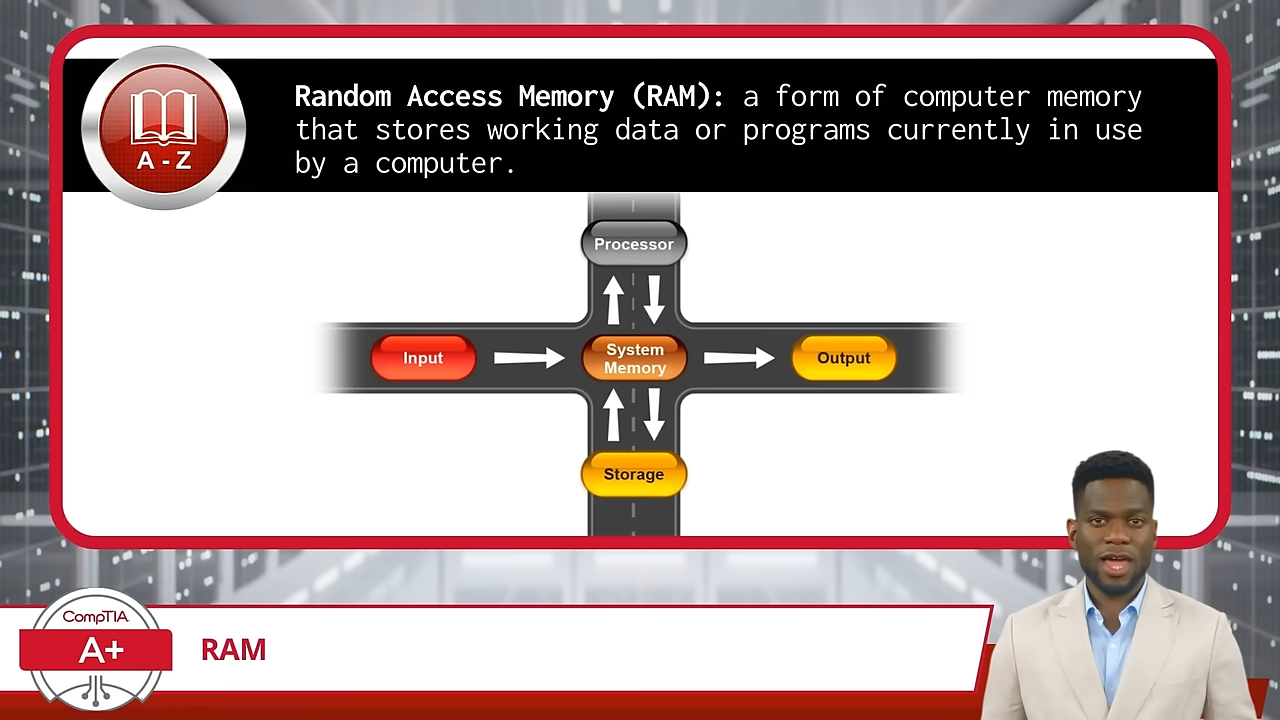 Random Access Memory (RAM): a form of computer memory
that stores working data or programs currently in use
by a computer.
A-Z
Processor
Input
System
Memory
Output
Storage
CompTIA
A+
RAM